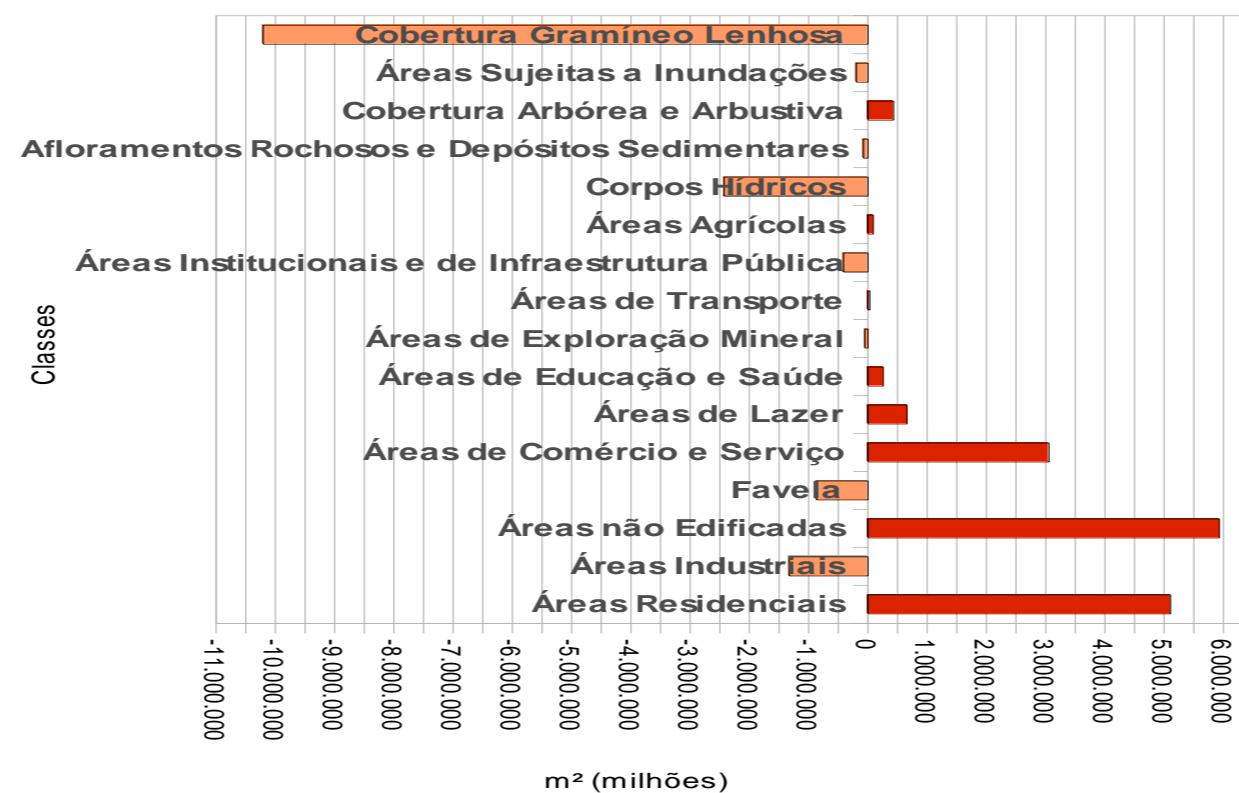 Cobertura Gramíneo Lenhosa
Áreas Sujeitas a Inundações
Cobertura Arbórea e Arbustiva
Afloramentos Rochosos e Depósitos Sedimentares
Corpos Hídricos
Áreas Agrícolas
Áreas Institucionais e de Infraestrutura Pública
Áreas de Transporte
Áreas de Exploração Mineral
Áreas de Educação e Saúde
Áreas de Lazer
Áreas de Comércio e Serviço
Favela
Áreas não Edificadas
Áreas Industriais
Áreas Residenciais
Classes
-11.000.000 -10.000.000 -9.000.000 -8.000.000 -7.000.000 -6.000.000 -5.000.000 -4.000.000 -3.000.000 -2.000.000 -1.000.000 0 1.000.000 2.000.000 3.000.000 4.000.000 5.000.000 6.000.000
m² (milhões)